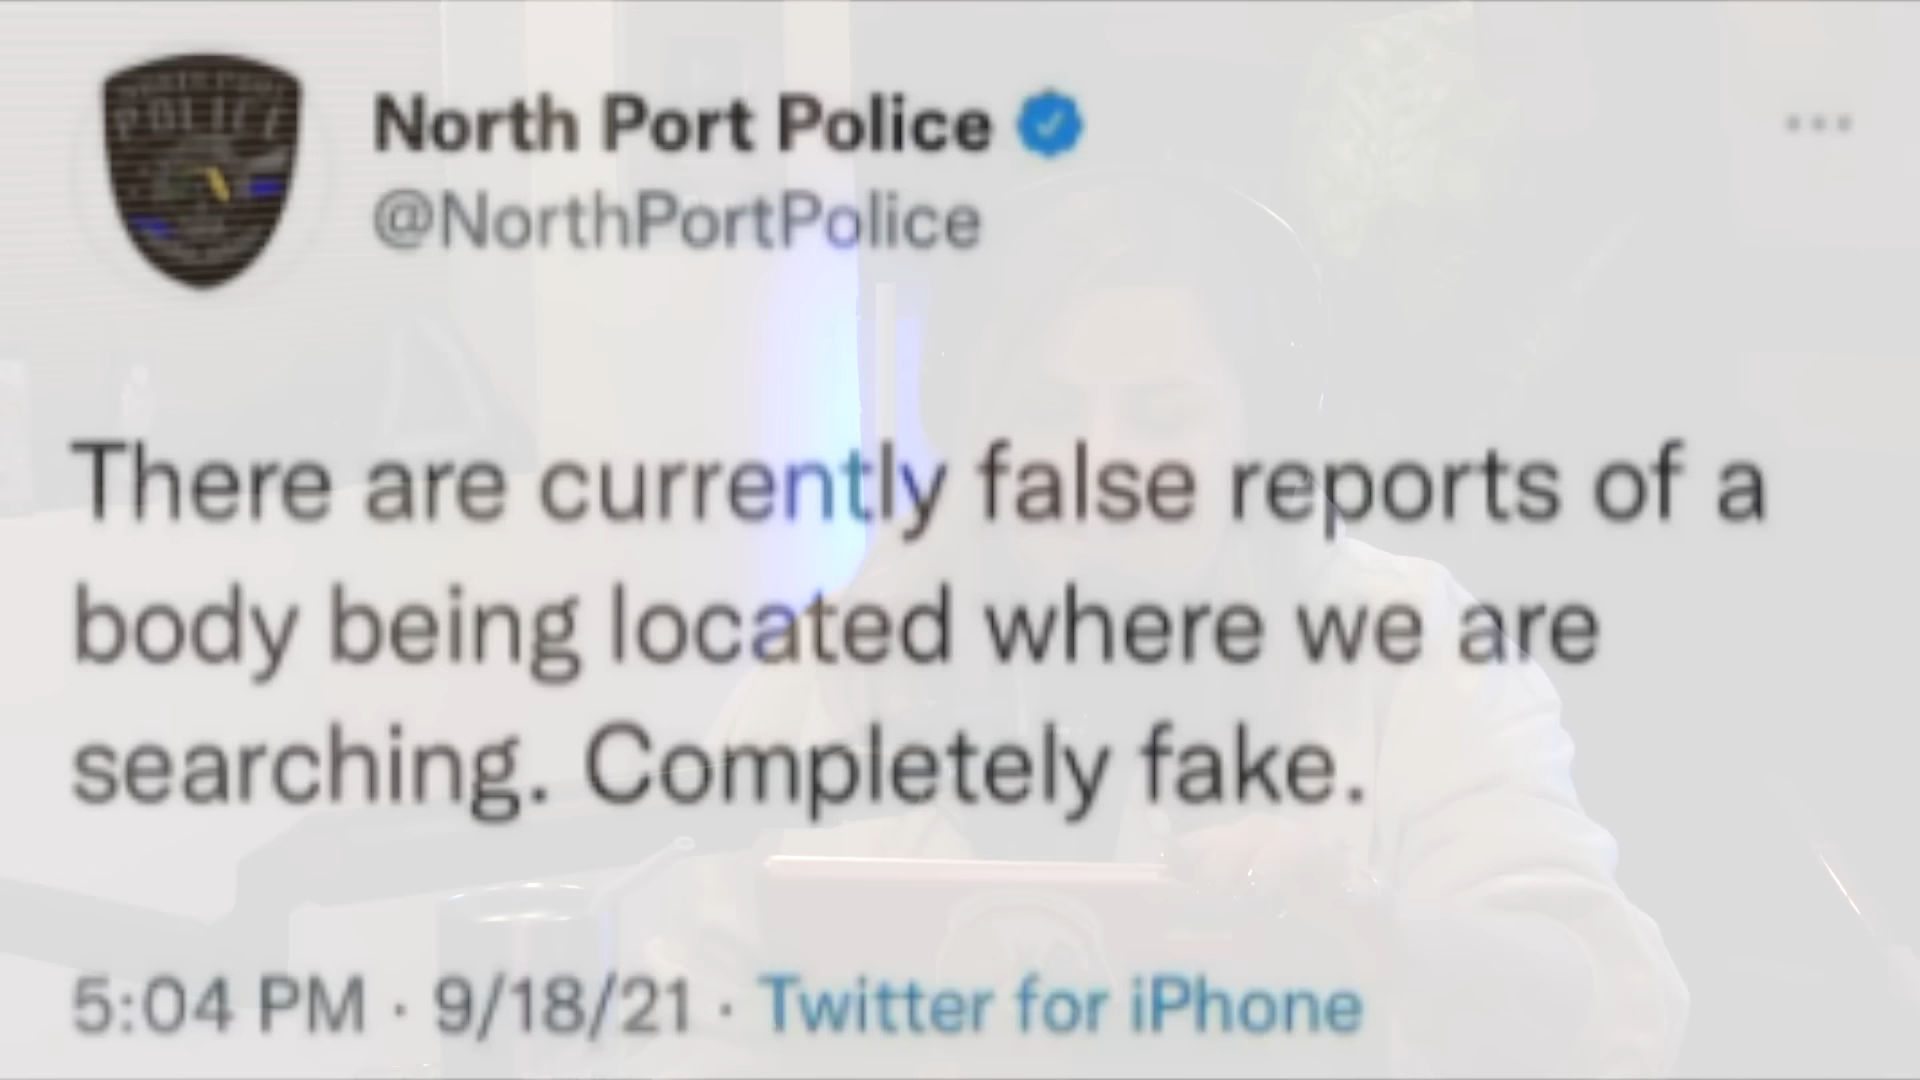 POLICE
North Port Police
@NorthPortPolice
There are currently false reports of a
body being located where we are
searching. Completely fake.
5:04 PM · 9/18/21 · Twitter for iPhone